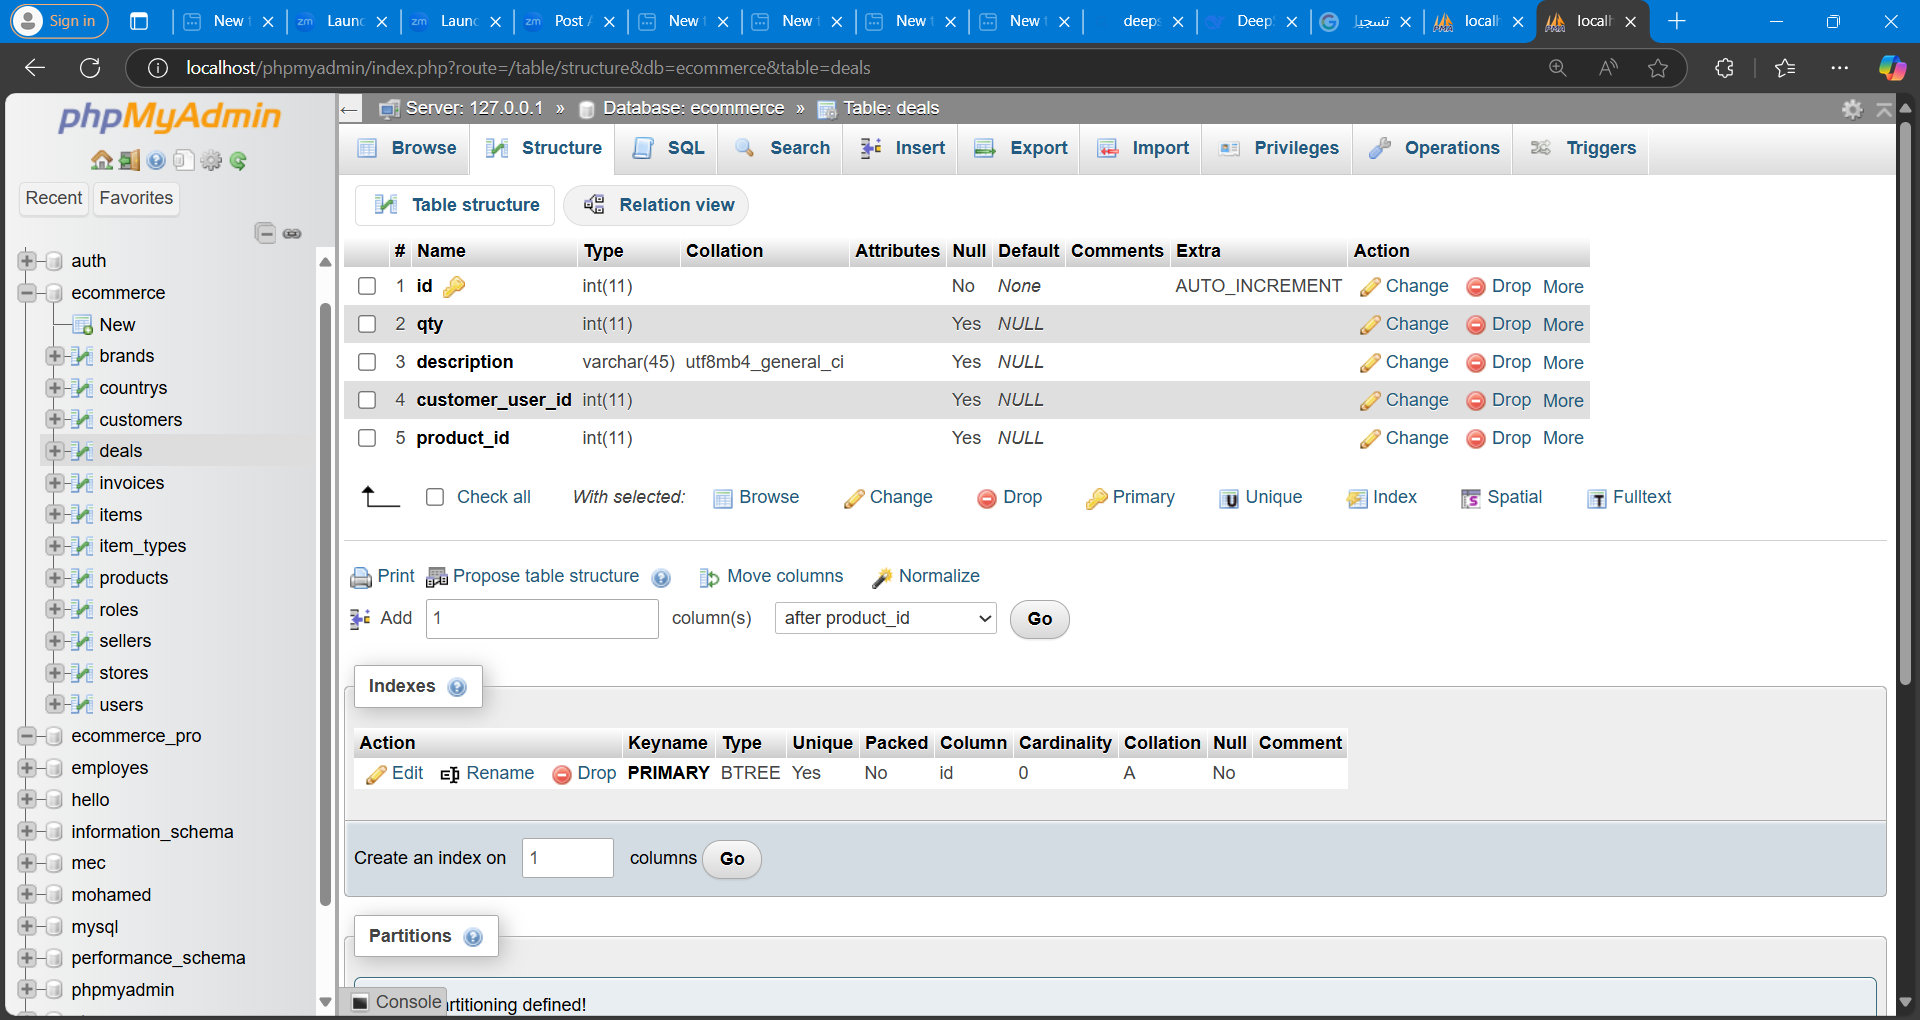 Sign in
New
Launc
Launc
Post
New
New
New
New
deep
Deep
تسجيل
localh
localh
localhost/phpmyadmin/index.php?route=/table/structure&db=ecommerce&table=deals
phpMyAdmin
Recent Favorites
auth
ecommerce
New
brands
countrys
customers
deals
invoices
items
item_types
products
roles
sellers
stores
users
ecommerce_pro
employes
hello
information_schema
mec
mohamed
mysql
performance_schema
phpmyadmin
Server: 127.0.0.1 » Database: ecommerce » Table: deals
Browse Structure SQL Search Insert Export Import Privileges Operations Triggers
Table structure Relation view
# Name Type Collation Attributes Null Default Comments Extra Action
1 id int(11) No None AUTO_INCREMENT Change Drop More
2 qty int(11) Yes NULL Change Drop More
3 description varchar(45) utf8mb4_general_ci Yes NULL Change Drop More
4 customer_user_id int(11) Yes NULL Change Drop More
5 product_id int(11) Yes NULL Change Drop More
Check all With selected: Browse Change Drop Primary Unique Index Spatial Fulltext
Print Propose table structure Move columns Normalize
Add 1 column(s) after product_id Go
Indexes
Action Keyname Type Unique Packed Column Cardinality Collation Null Comment
Edit Rename Drop PRIMARY BTREE Yes No id 0 A No
Create an index on 1 columns Go
Partitions
Console rtitioning defined!